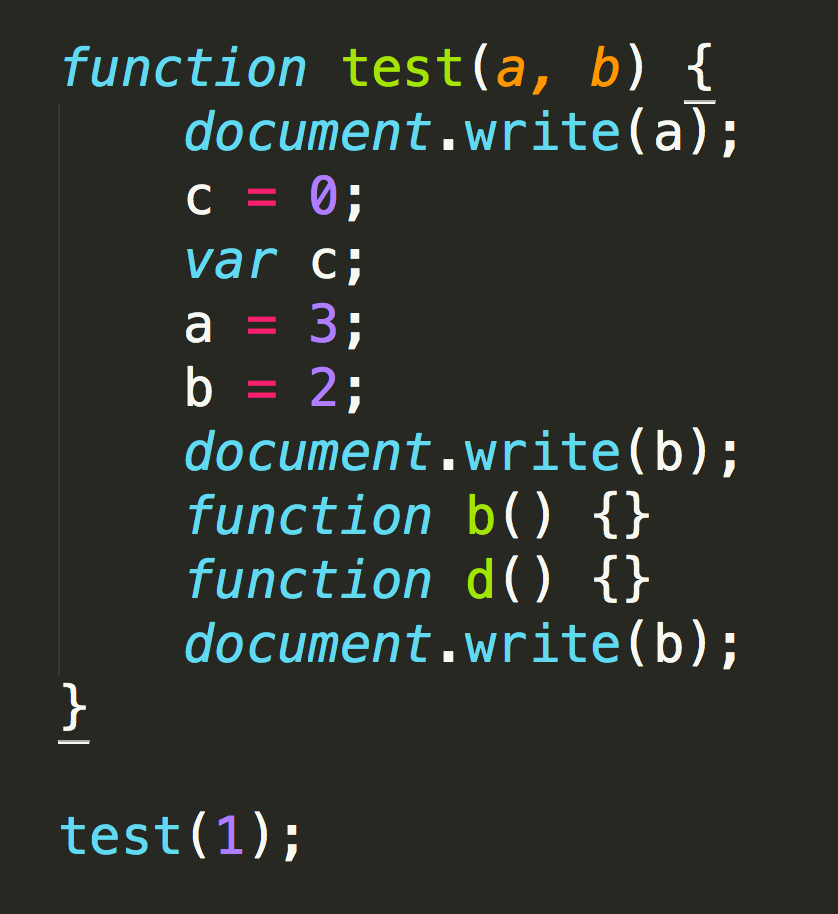 function test(a, b) {
    document.write(a);
    c = 0;
    var c;
    a = 3;
    b = 2;
    document.write(b);
    function b() {}
    function d() {}
    document.write(b);
}

test(1);